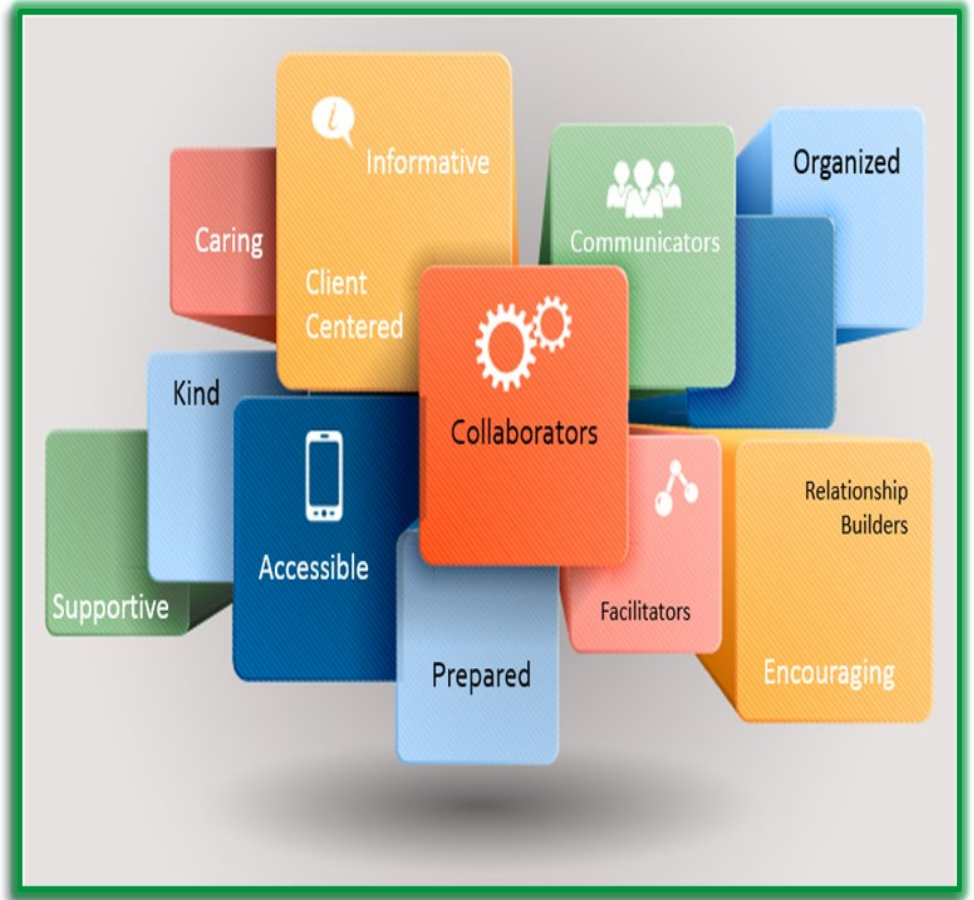 i
Informative
Caring
Client
Centered
Communicators
Organized
Kind
Collaborators
Accessible
Supportive
Prepared
Facilitators
Relationship
Builders
Encouraging